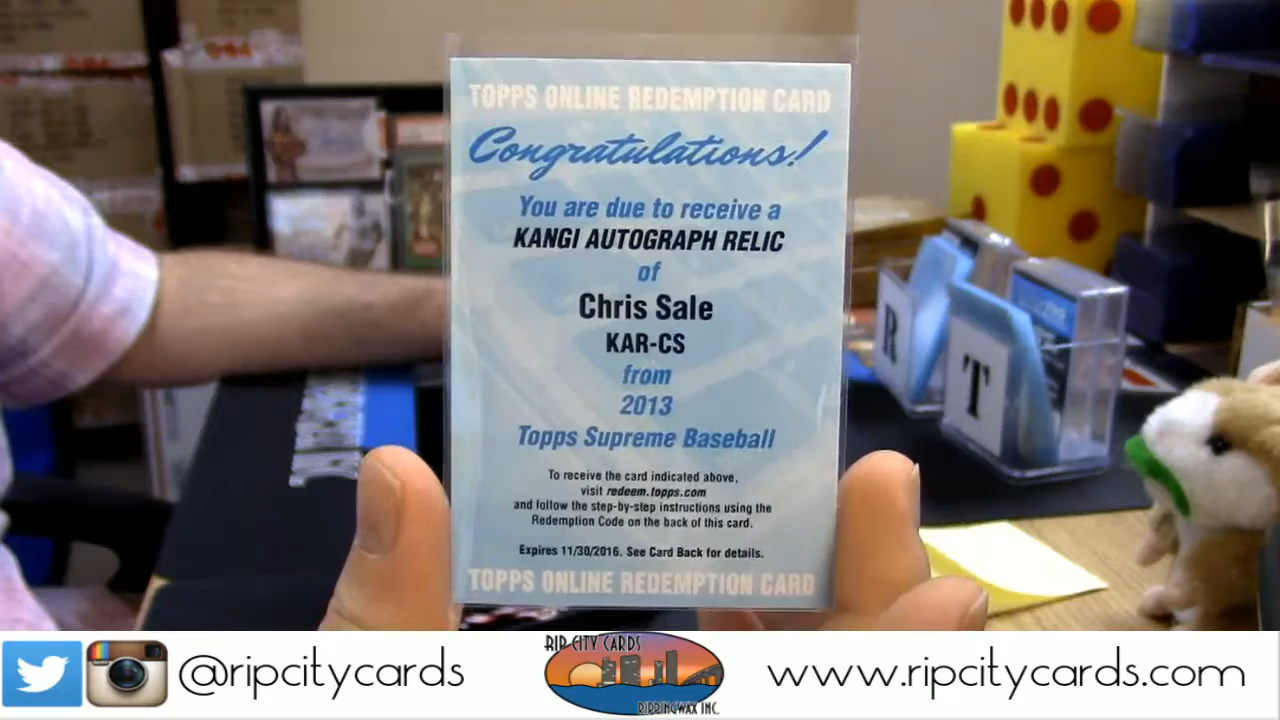 TOPPS ONLINE REDEMPTION CARD
Congratulations!
You are due to receive a
KANGI AUTOGRAPH RELIC
of
Chris Sale
KAR-CS
from
2013
Topps Supreme Baseball
To receive the card indicated above,
visit redeem.topps.com
and follow the step-by-step instructions using the
Redemption Code on the back of this card.
Expires 11/30/2016. See Card Back for details.
TOPPS ONLINE REDEMPTION CARD
R
T
@ripcitycards
RIP CITY CARDS
RIPPINGWAX INC.
www.ripcitycards.com